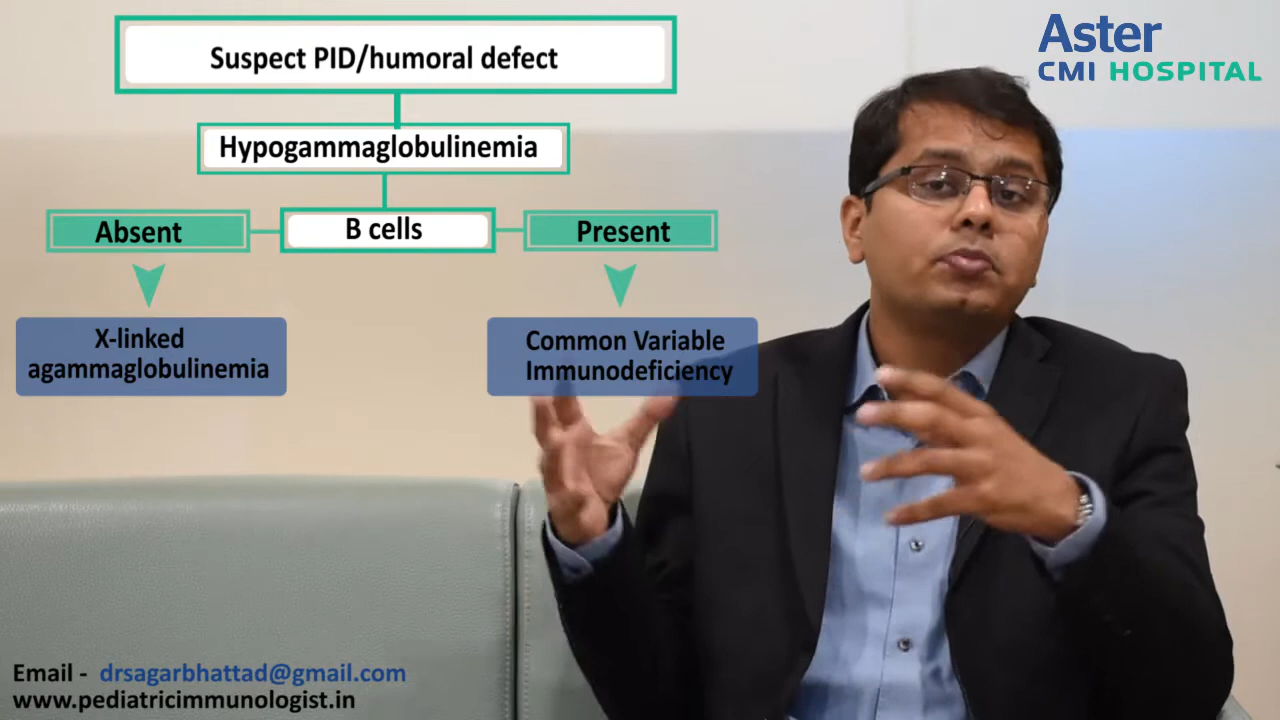 Aster
CMI HOSPITAL
Suspect PID/humoral defect
Hypogammaglobulinemia
Absent
B cells
Present
X-linked
agammaglobulinemia
Common Variable
Immunodeficiency
Email - drsagarbhattad@gmail.com
www.pediatricimmunologist.in